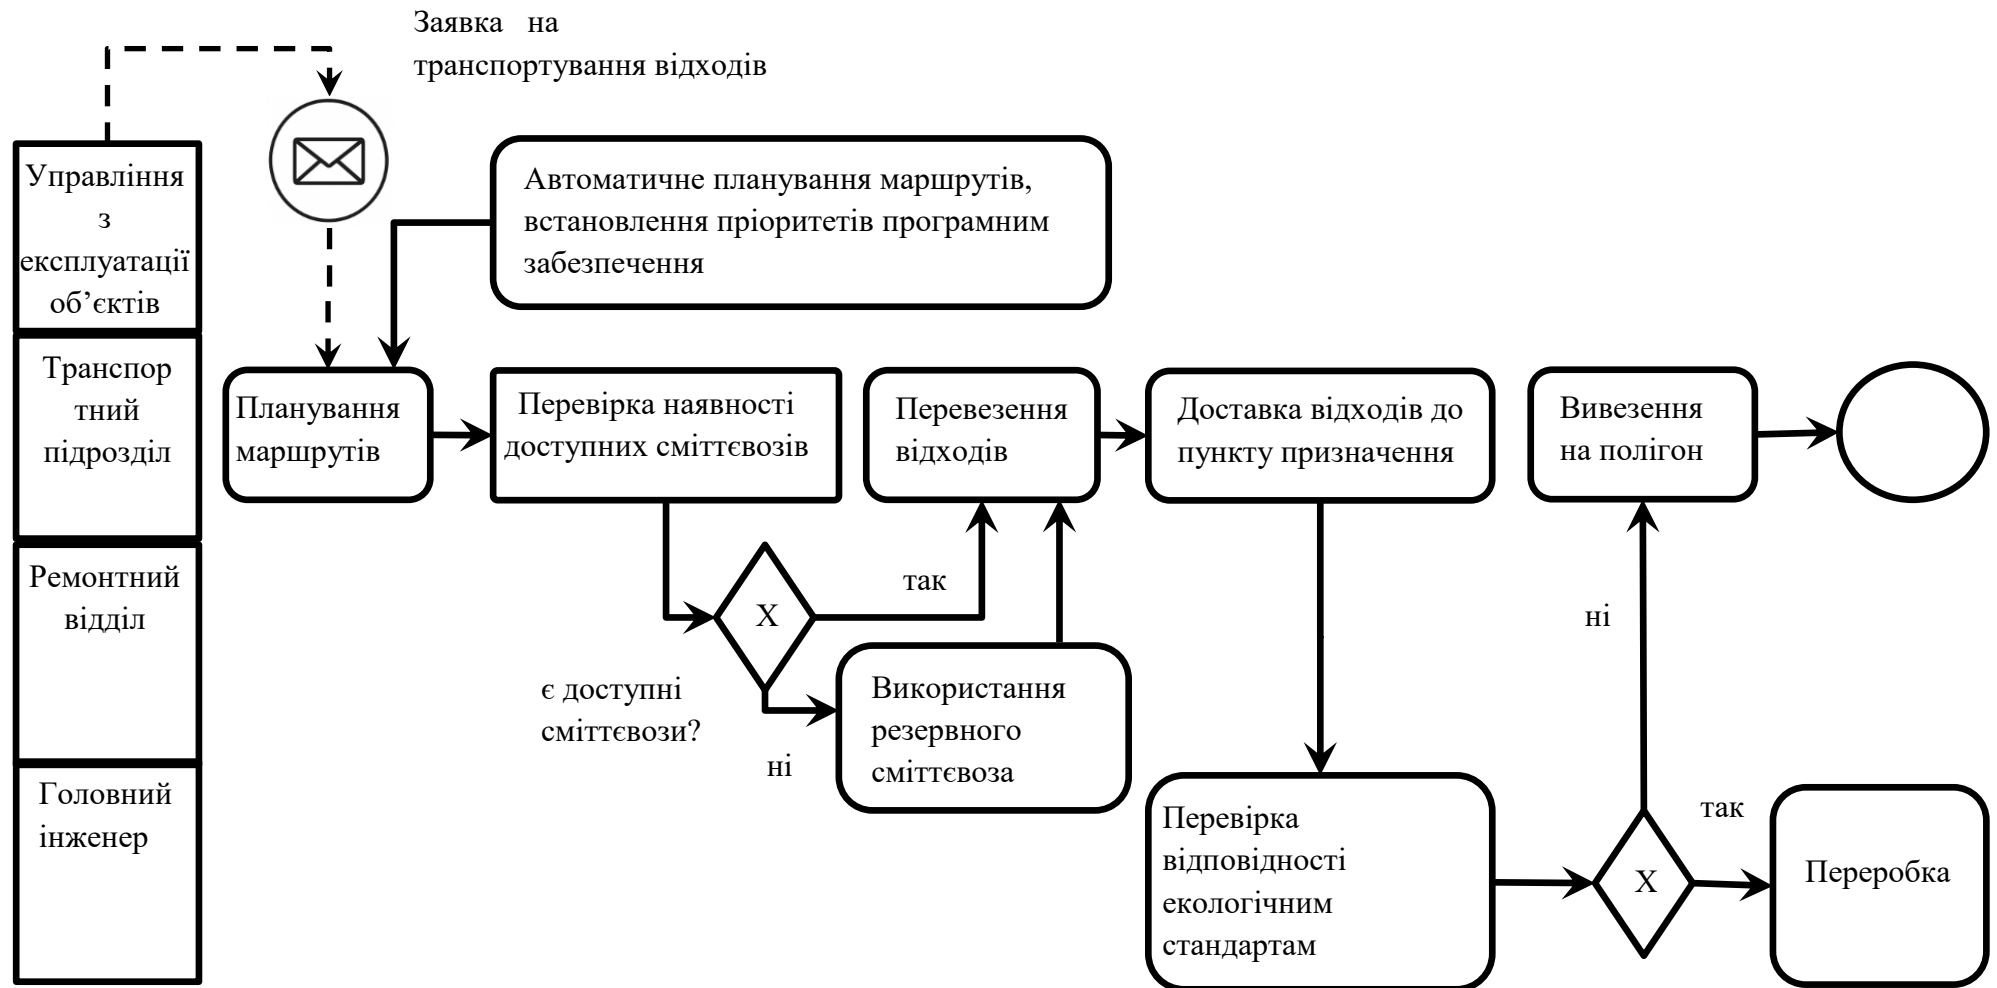 Заявка на
транспортування відходів
Управління
з
експлуатації
об’єктів
Автоматичне планування маршрутів,
встановлення пріоритетів програмним
забезпечення
Транспор
тний
підрозділ
Планування
маршрутів
Перевірка наявності
доступних сміттєвозів
Перевезення
відходів
Доставка відходів до
пункту призначення
Вивезення
на полігон
Ремонтний
відділ
X
так
є доступні
сміттєвози?
ні
Використання
резервного
сміттєвоза
ні
Головний
інженер
Перевірка
відповідності
екологічним
стандартам
X
так
Переробка